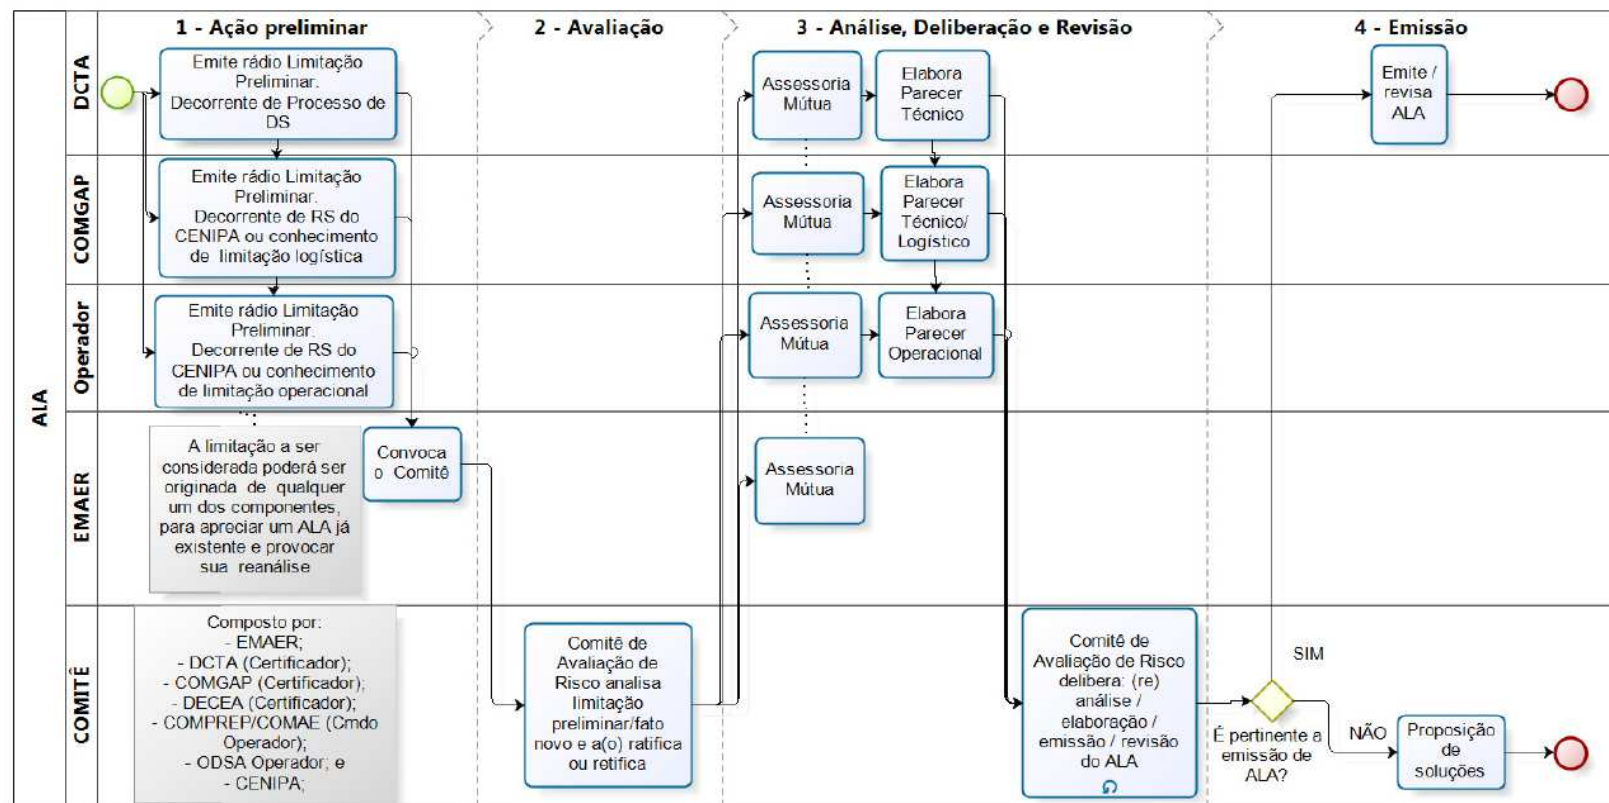 1 - Ação preliminar
2 - Avaliação
3 - Análise, Deliberação e Revisão
4 - Emissão
ALA
DCTA
Emite rádio Limitação
Preliminar.
Decorrente de Processo de
DS
Assessoria
Mútua
Elabora
Parecer
Técnico
Emite /
revisa
ALA
COMGAP
Emite rádio Limitação
Preliminar.
Decorrente de RS do
CENIPA ou conhecimento
de limitação logística
Assessoria
Mútua
Elabora
Parecer
Técnico/
Logístico
Operador
Emite rádio Limitação
Preliminar.
Decorrente de RS do
CENIPA ou conhecimento
de limitação operacional
Assessoria
Mútua
Elabora
Parecer
Operacional
EMAER
A limitação a ser
considerada poderá ser
originada de qualquer
um dos componentes,
para apreciar um ALA já
existente e provocar
sua reanálise
Convoca
o Comitê
Assessoria
Mútua
COMITÊ
Composto por:
- EMAER;
- DCTA (Certificador);
- COMGAP (Certificador);
- DECEA (Certificador);
- COMPREP/COMAE (Cmdo
Operador);
- ODSA Operador; e
- CENIPA;
Comitê de
Avaliação de
Risco analisa
limitação
preliminar/fato
novo e a(o) ratifica
ou retifica
Comitê de
Avaliação de Risco
delibera: (re)
análise /
elaboração /
emissão / revisão
do ALA
É pertinente a
emissão de
ALA?
SIM
NÃO
Proposição
de
soluções